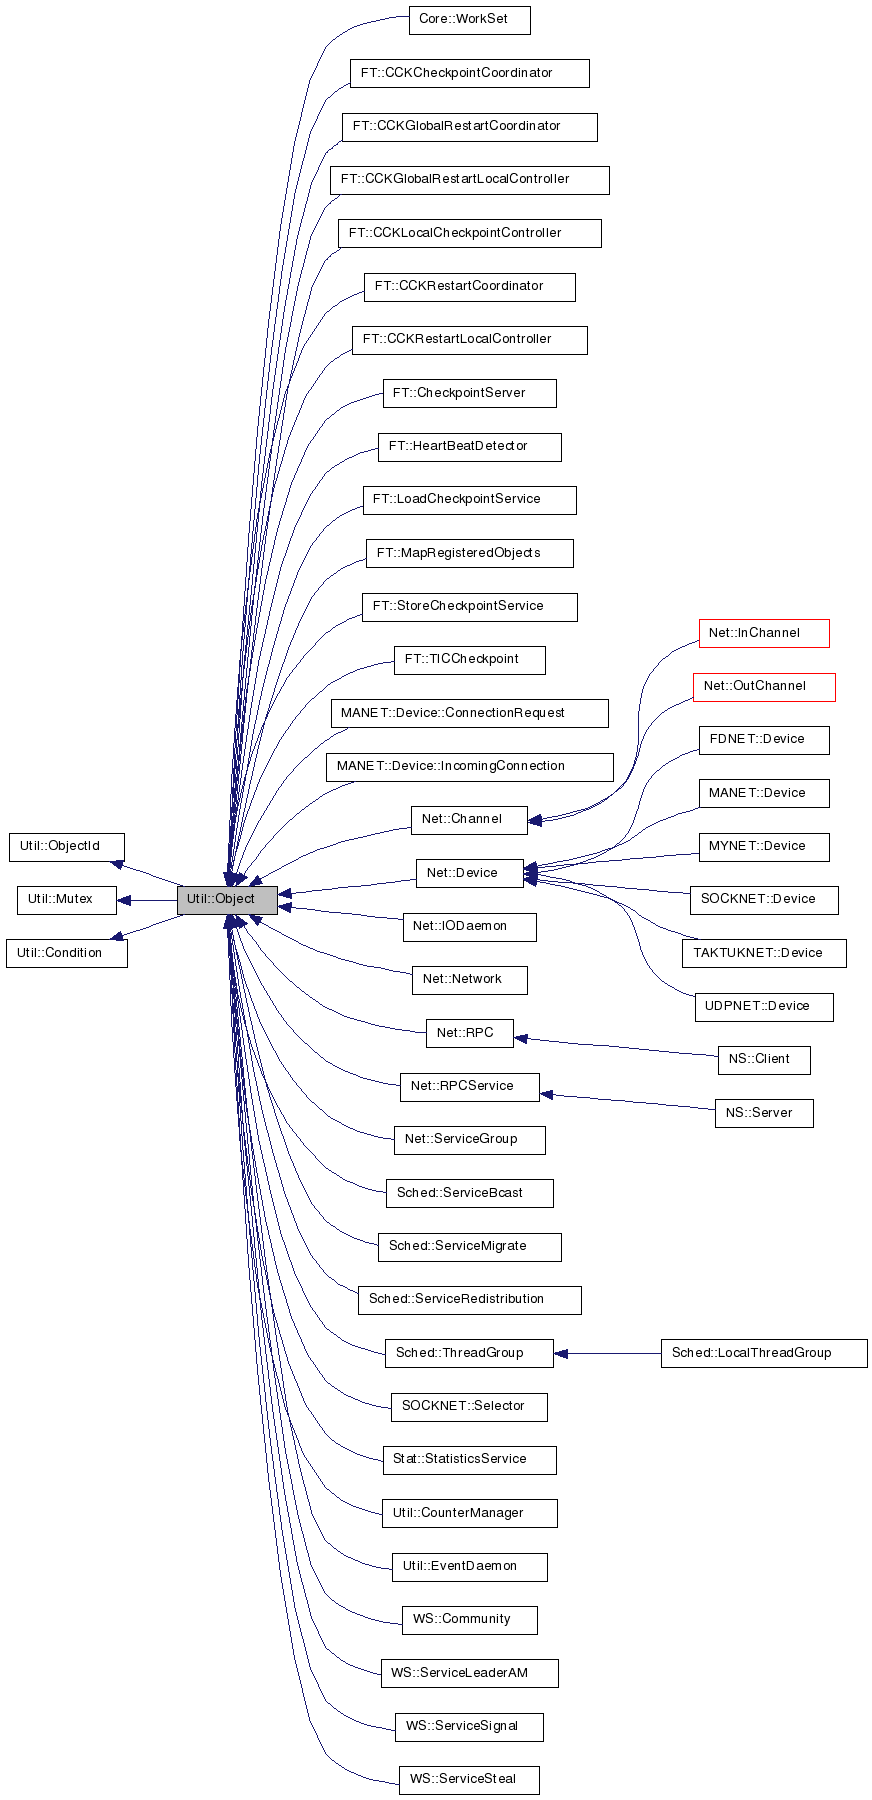 Core::WorkSet
FT::CCKCheckpointCoordinator
FT::CCKGlobalRestartCoordinator
FT::CCKGlobalRestartLocalController
FT::CCKLocalCheckpointController
FT::CCKRestartCoordinator
FT::CCKRestartLocalController
FT::CheckpointServer
FT::HeartBeatDetector
FT::LoadCheckpointService
FT::MapRegisteredObjects
FT::StoreCheckpointService
FT::TICCheckpoint
MANET::Device::ConnectionRequest
MANET::Device::IncomingConnection
Net::Channel
Net::Device
Net::IODaemon
Net::Network
Net::RPC
Net::RPCService
Net::ServiceGroup
Sched::ServiceBcast
Sched::ServiceMigrate
Sched::ServiceRedistribution
Sched::ThreadGroup
SOCKNET::Selector
Stat::StatisticsService
Util::CounterManager
Util::EventDaemon
WS::Community
WS::ServiceLeaderAM
WS::ServiceSignal
WS::ServiceSteal
Util::ObjectId
Util::Mutex
Util::Condition
Util::Object
Net::InChannel
Net::OutChannel
FDNET::Device
MANET::Device
MYNET::Device
SOCKNET::Device
TAKTUKNET::Device
UDPNET::Device
NS::Client
NS::Server
Sched::LocalThreadGroup